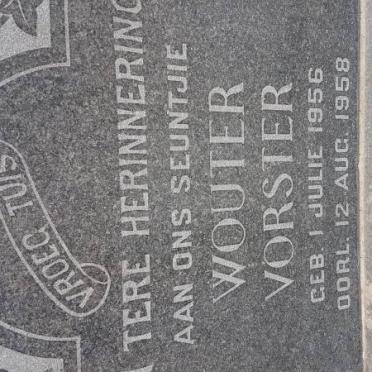 VROEG TUIS
TERE HERINNERING
AAN ONS SEUNTJIE
WOUTER
VORSTER
GEB 1 JULIE 1956
OORL. 12 AUG. 1958